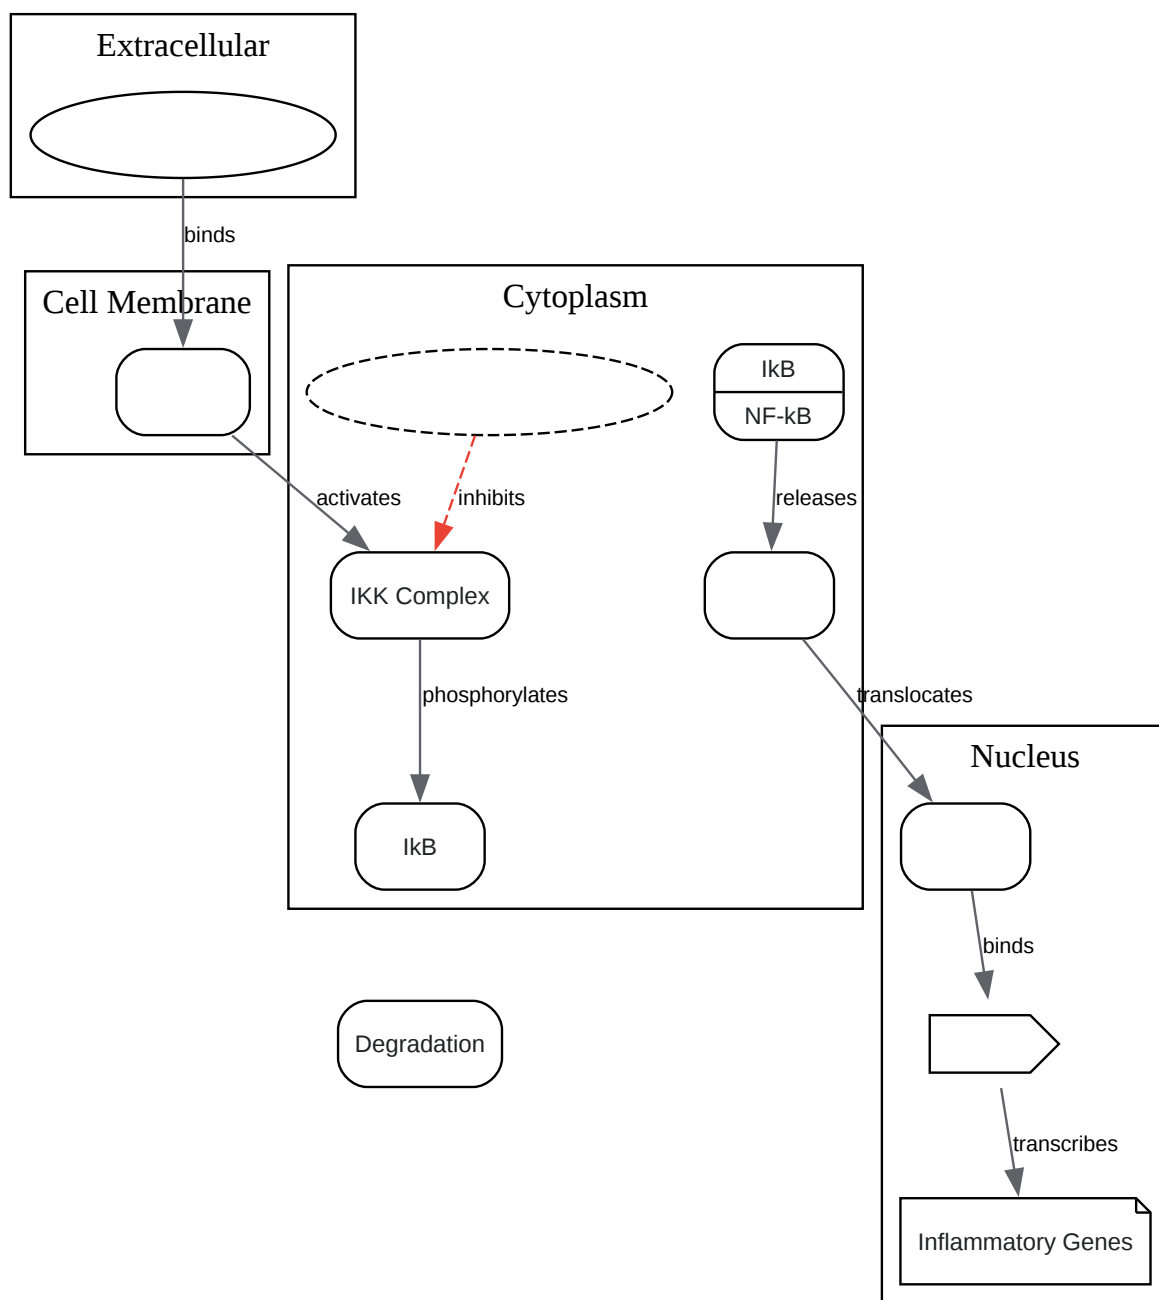 Extracellular
binds
Cell Membrane
Cytoplasm
IkB
NF-kB
activates
inhibits
releases
IKK Complex
phosphorylates
translocates
Nucleus
IkB
binds
Degradation
transcribes
Inflammatory Genes